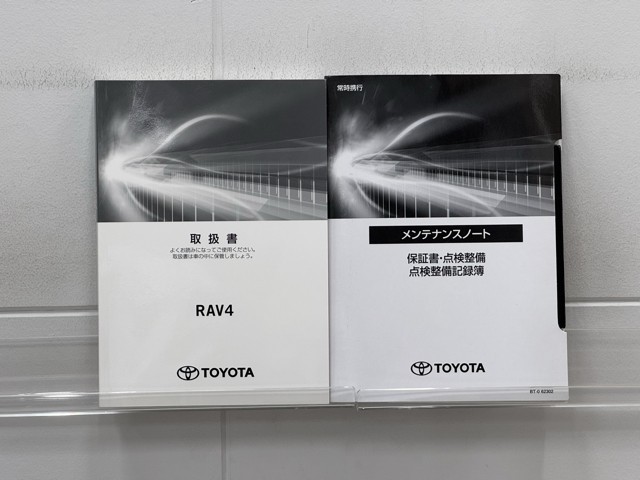 取扱書
よくお読みになってご使用ください。
取扱書は車の中に保管しましょう。
RAV4
TOYOTA
常時携行
メンテナンスノート
保証書・点検整備
点検整備記録簿
TOYOTA
BT-0 62302